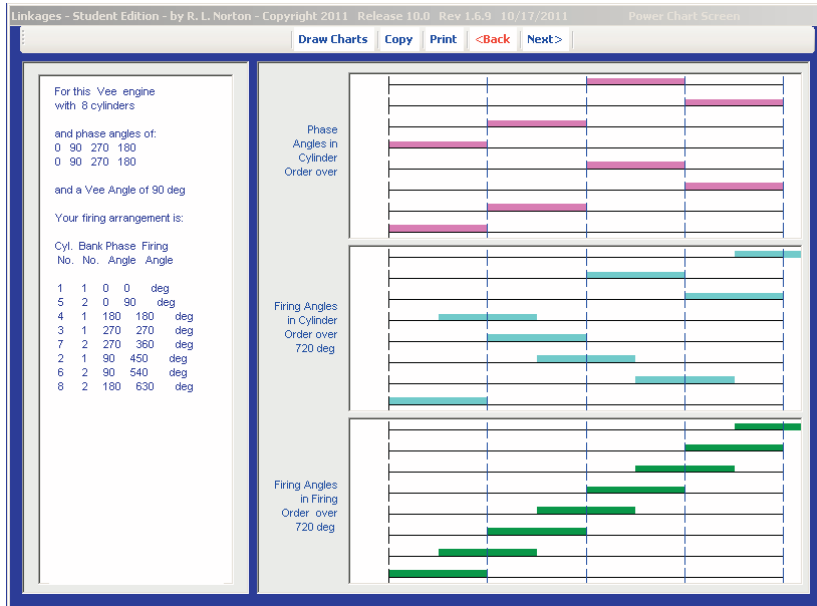 Linkages - Student Edition - by R. L. Norton - Copyright 2011 Release 10.0 Rev 1.6.9 10/17/2011 Power Chart Screen
Draw Charts Copy Print <Back Next>
For this Vee engine
with 8 cylinders
and phase angles of:
0 90 270 180
0 90 270 180
and a Vee Angle of 90 deg
Your firing arrangement is:
Cyl. Bank Phase Firing
No. No. Angle Angle
1 1 0 0 deg
5 2 0 90 deg
4 1 180 180 deg
3 1 270 270 deg
7 2 270 360 deg
2 1 90 450 deg
6 2 90 540 deg
8 2 180 630 deg
Phase
Angles in
Cylinder
Order over
Firing Angles
in Cylinder
Order over
720 deg
Firing Angles
in Firing
Order over
720 deg